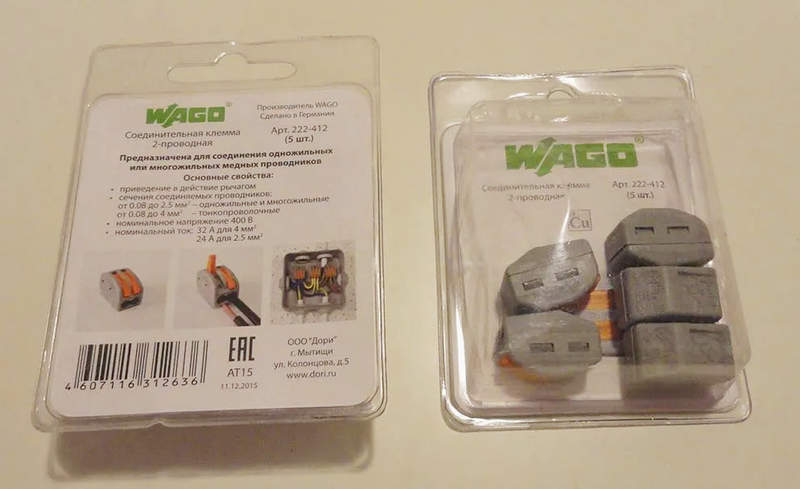 WAGO®
Соединительная клемма
2-проводная
Производитель WAGO
Сделано в Германии
Арт. 222-412
(5 шт.)
Предназначена для соединения одножильных
или многожильных медных проводников
Основные свойства:
• приведение в действие рычагом
• сечения соединяемых проводников:
от 0.08 до 2.5 мм² – одножильные и многожильные
от 0.08 до 4 мм² – тонкопроволочные
• номинальное напряжение 400 В
• номинальный ток: 32 А для 4 мм²
24 А для 2.5 мм²
4 607116 312636
EAC
АТ15
11.12.2015
ООО "Дори"
г. Мытищи
ул. Колонцова, д.5
www.dori.ru
WAGO®
Соединительная клемма
2-проводная
Арт. 222-412
(5 шт.)
Cu